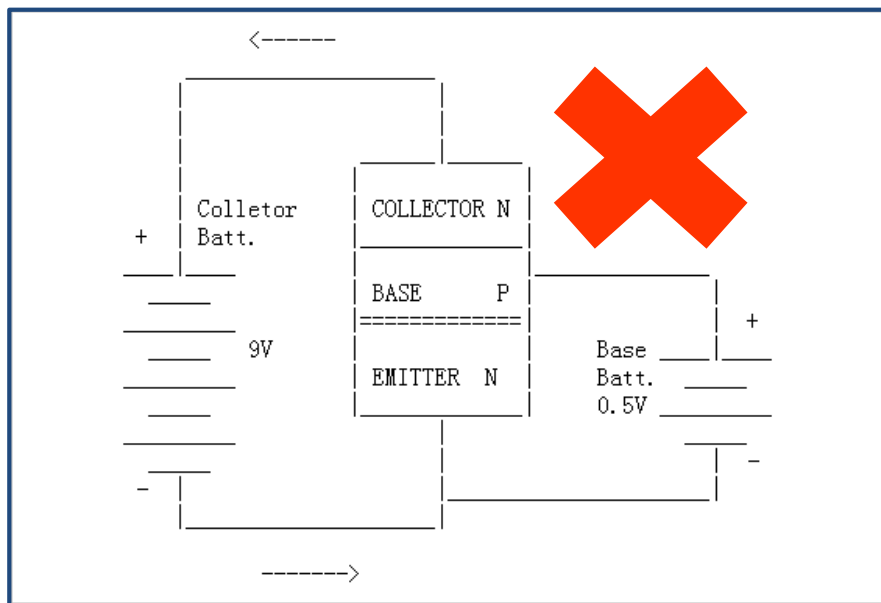 <------
COLLECTOR N
Colletor
Batt.
+
BASE P
=============
+
9V
Base
Batt.
0.5V
EMITTER N
-
-
------->